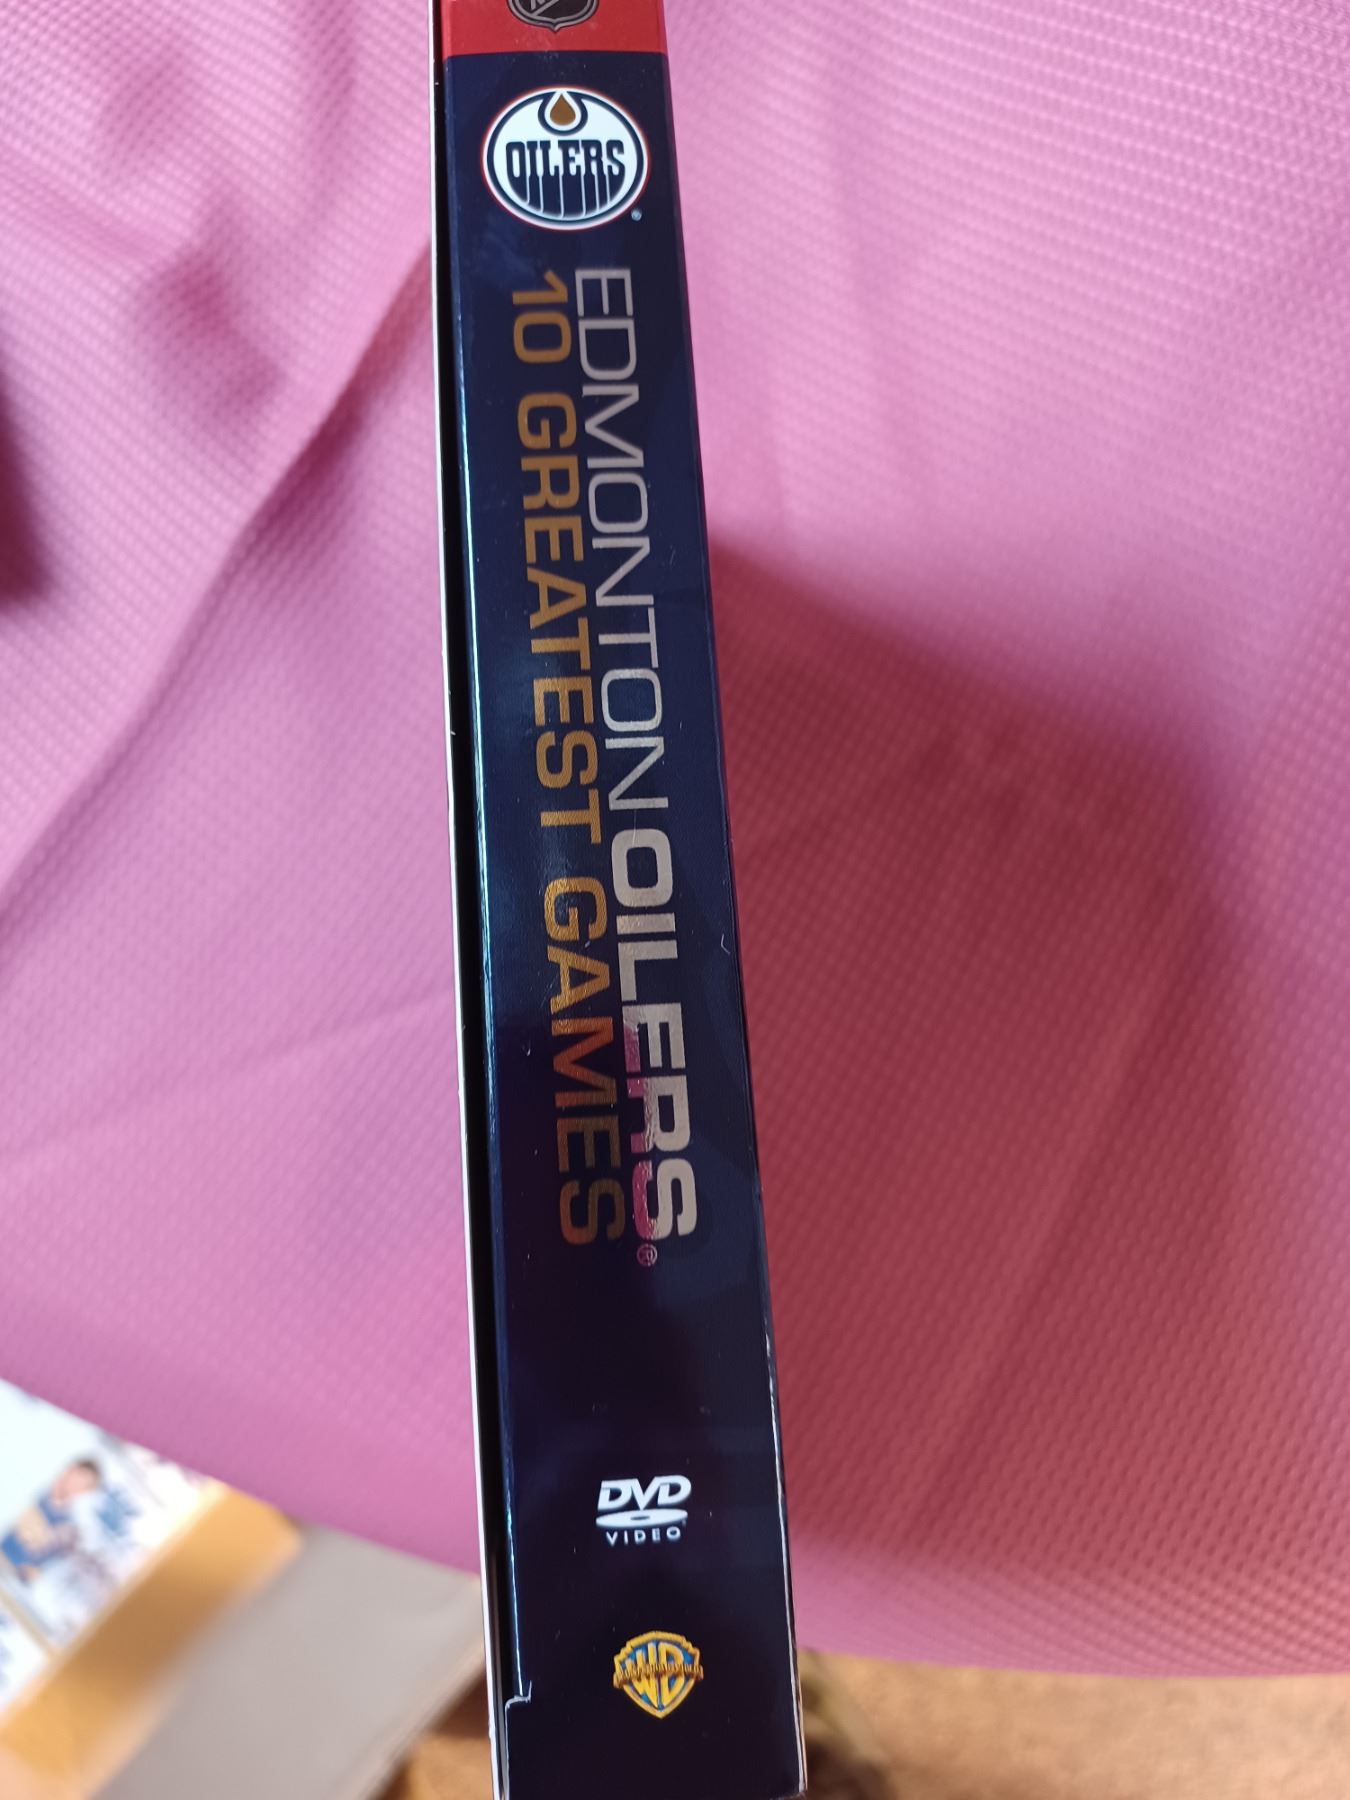 OILERS
EDMONTON OILERS®
10 GREATEST GAMES
DVD
VIDEO
WB